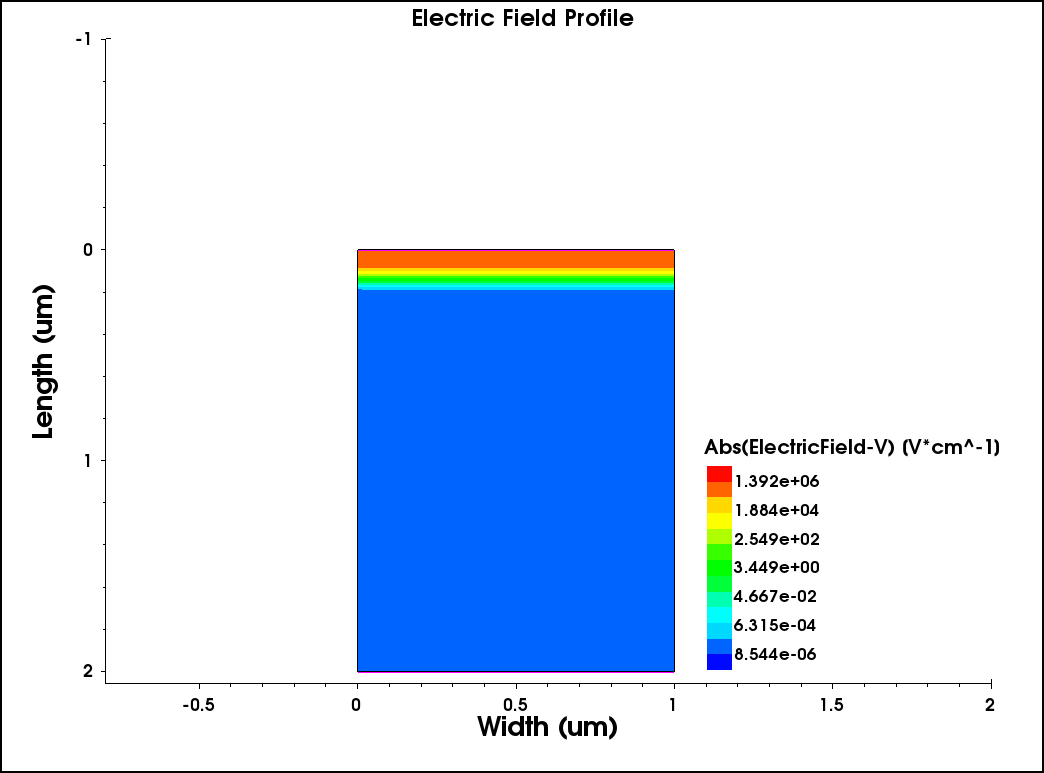 Electric Field Profile
-1
0
1
2
Length (um)
Abs(ElectricField-V) [V*cm^-1]
1.392e+06
1.884e+04
2.549e+02
3.449e+00
4.667e-02
6.315e-04
8.544e-06
-0.5 0 0.5 1 1.5 2
Width (um)